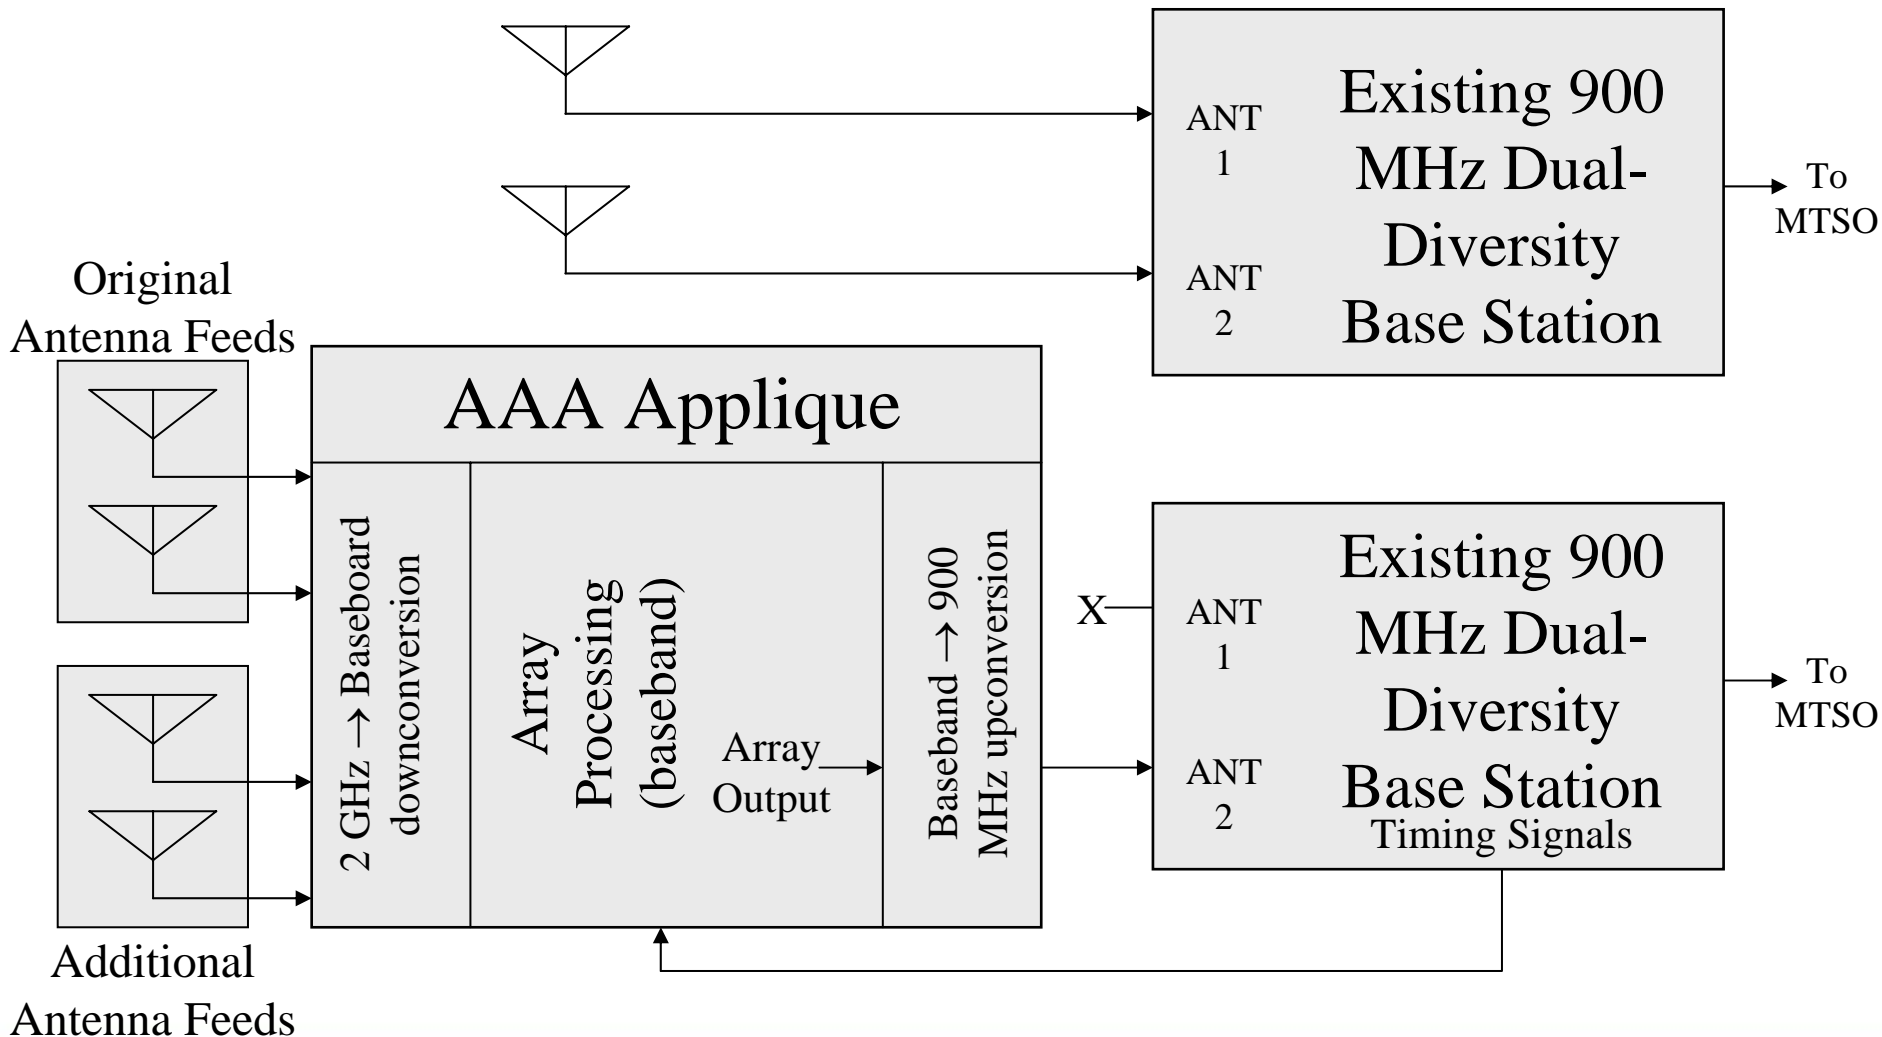 ANT
1
Existing 900
MHz Dual-
Diversity
Base Station
ANT
2
To
MTSO
Original
Antenna Feeds
AAA Applique
2 GHz → Baseboard
downconversion
Array
Processing
(baseband)
Array
Output
Baseband → 900
MHz upconversion
X
ANT
1
Existing 900
MHz Dual-
Diversity
Base Station
Timing Signals
ANT
2
To
MTSO
Additional
Antenna Feeds